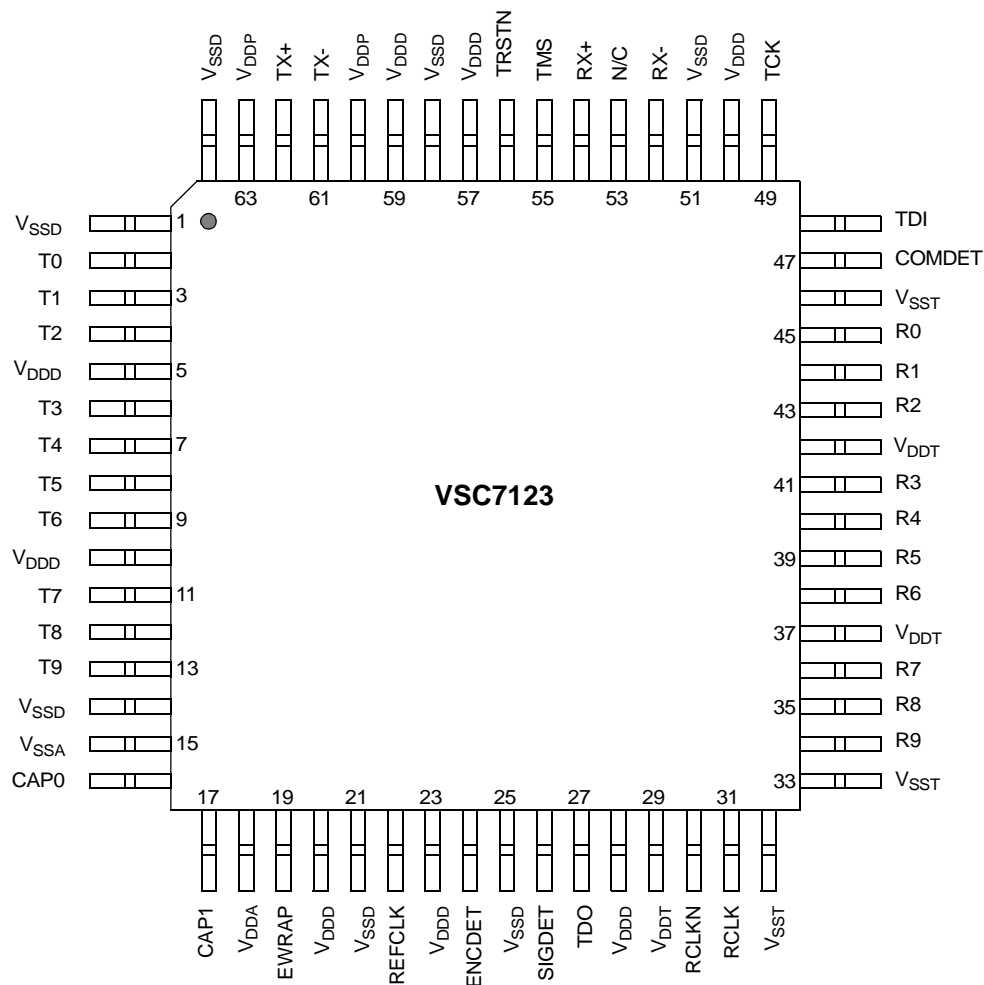 VSSD VDDP TX+ TX- VDDP VDDD VSSD VDDD TRSTN TMS RX+ N/C RX- VSSD VDDD TCK
63 61 59 57 55 53 51 49
VSSD 1 TDI
T0 47 COMDET
T1 3 VSST
T2 45 R0
VDDD 5 R1
T3 43 R2
T4 7 VDDT
T5 41 R3
T6 9 R4
VSC7123
VDDD 39 R5
T7 11 R6
T8 37 VDDT
T9 13 R7
VSSD 35 R8
VSSA 15 R9
CAP0 33 VSST
17 19 21 23 25 27 29 31
CAP1 VDDA EWRAP VDDD VSSD REFCLK VDDD ENCDET VSSD SIGDET TDO VDDD VDDT RCLKN RCLK VSST